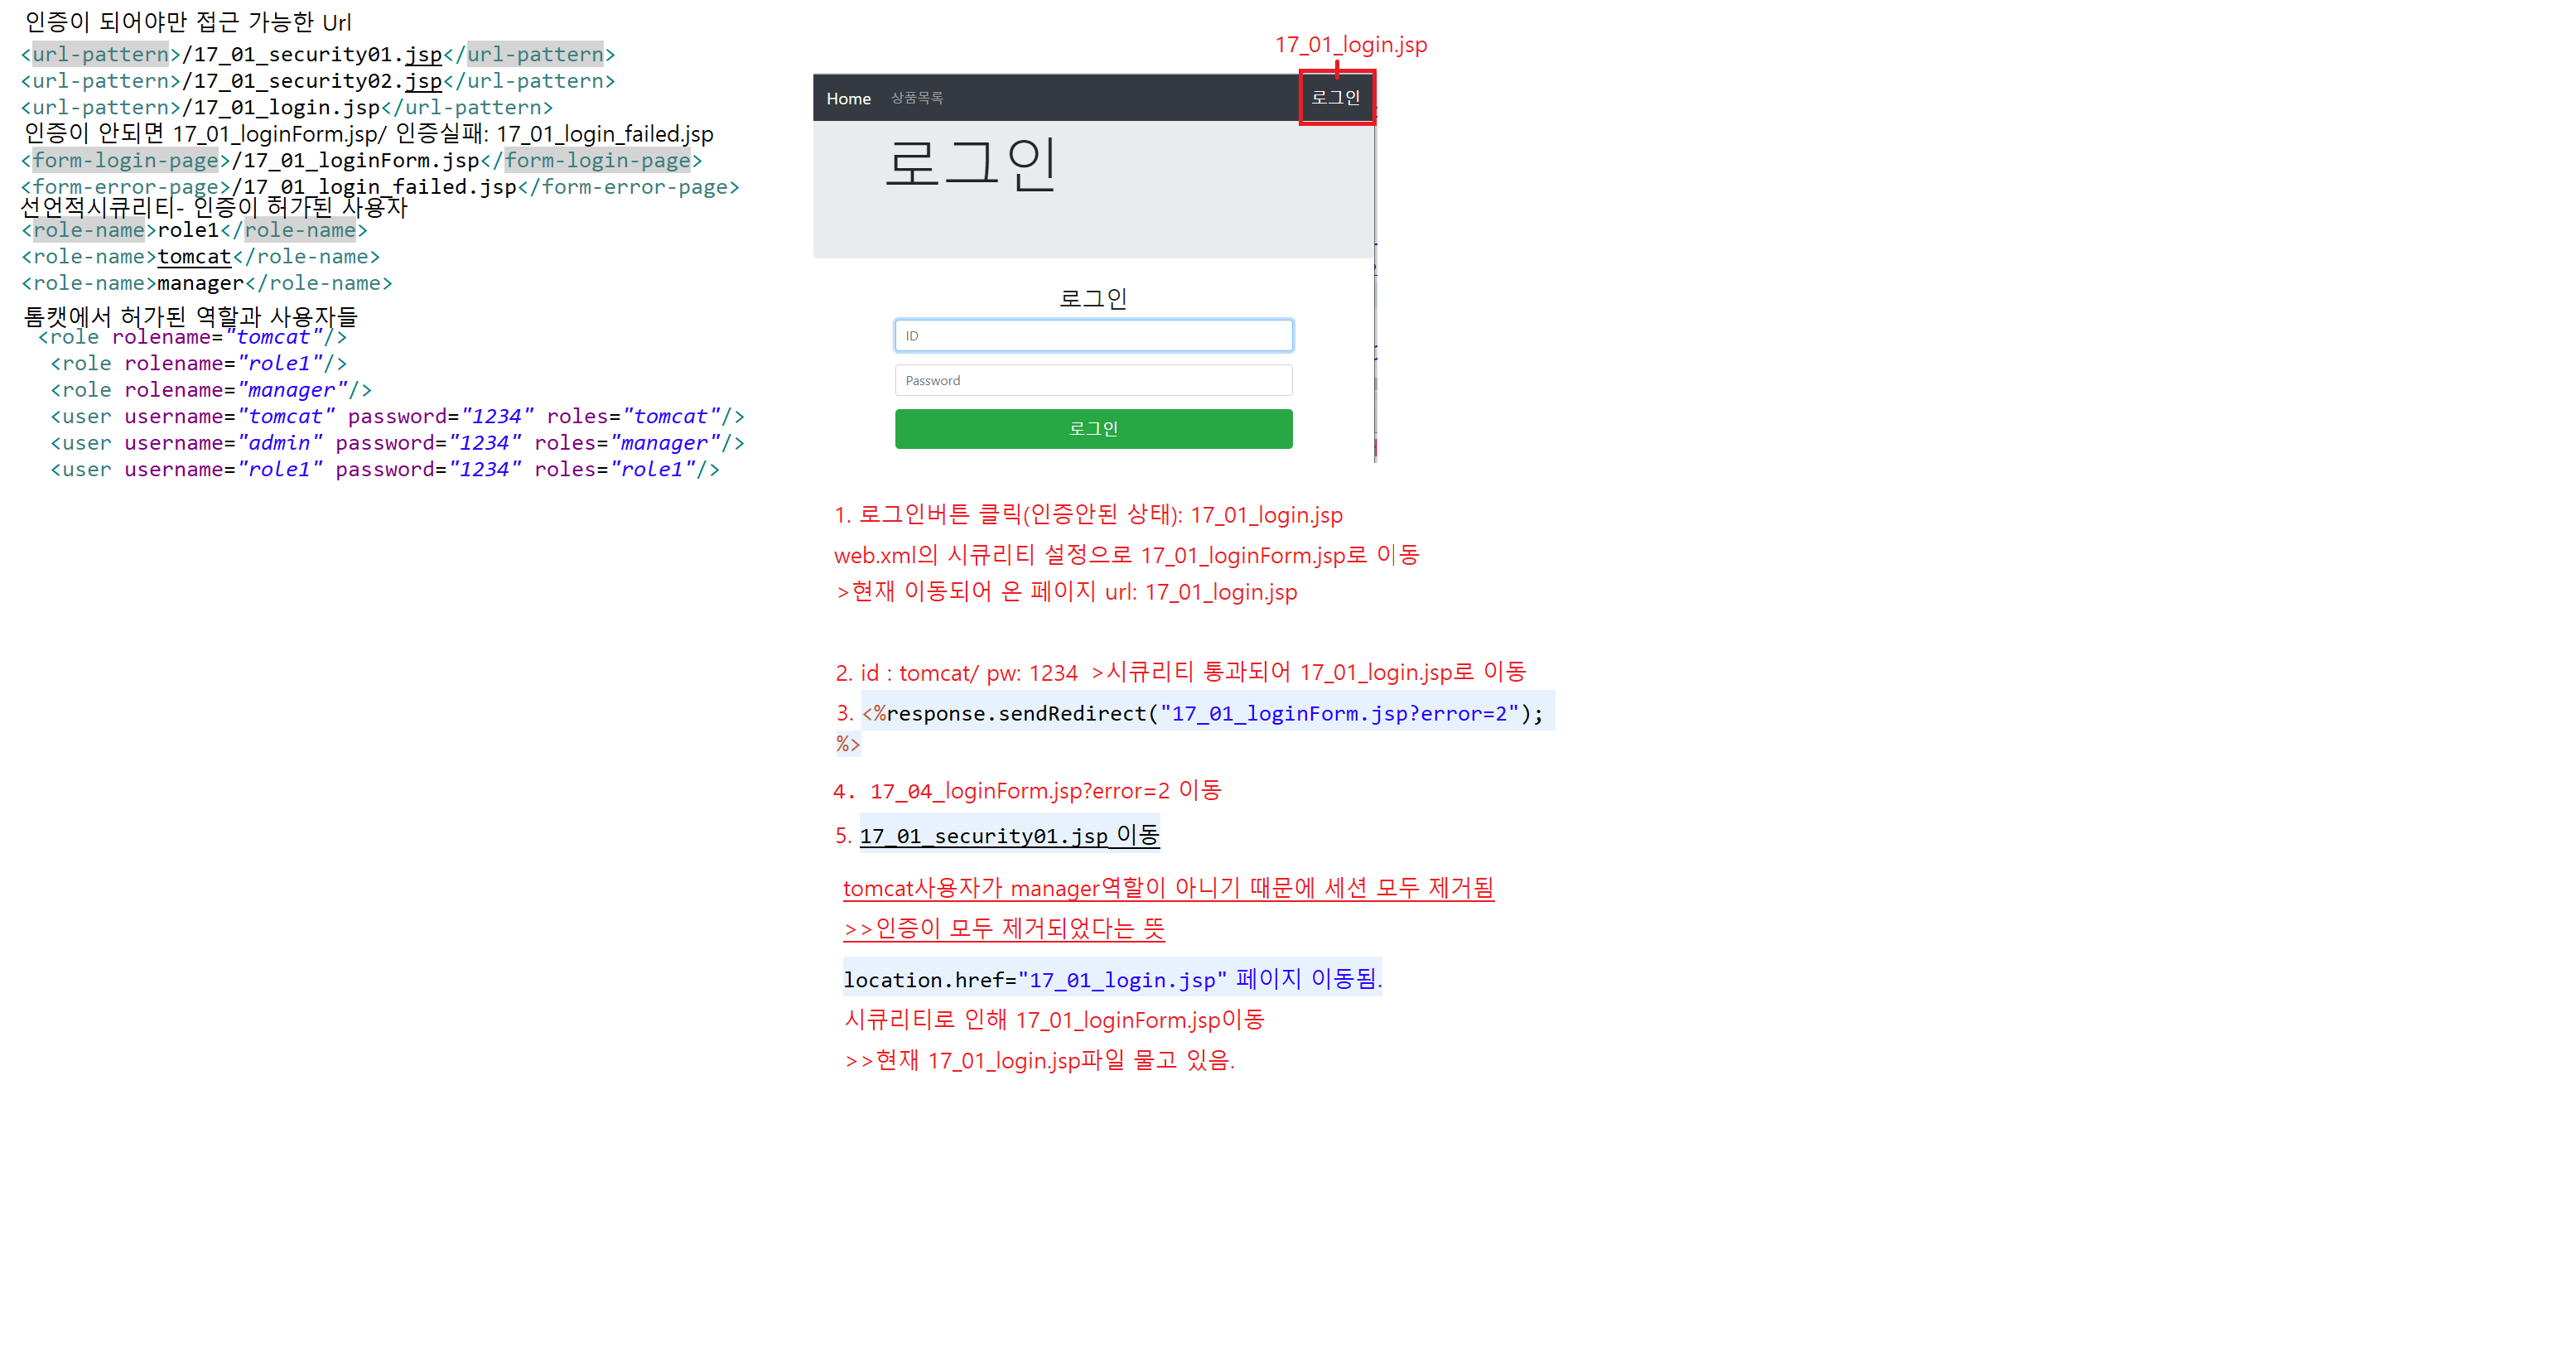 인증이 되어야만 접근 가능한 Url
<url-pattern>/17_01_security01.jsp</url-pattern>
<url-pattern>/17_01_security02.jsp</url-pattern>
<url-pattern>/17_01_login.jsp</url-pattern>
인증이 안되면 17_01_loginForm.jsp/ 인증실패: 17_01_login_failed.jsp
<form-login-page>/17_01_loginForm.jsp</form-login-page>
<form-error-page>/17_01_login_failed.jsp</form-error-page>
선언적시큐리티- 인증이 허가된 사용자
<role-name>role1</role-name>
<role-name>tomcat</role-name>
<role-name>manager</role-name>
톰캣에서 허가된 역할과 사용자들
<role rolename="tomcat"/>
<role rolename="role1"/>
<role rolename="manager"/>
<user username="tomcat" password="1234" roles="tomcat"/>
<user username="admin" password="1234" roles="manager"/>
<user username="role1" password="1234" roles="role1"/>
17_01_login.jsp
Home 상품목록 로그인
로그인
로그인
ID
Password
로그인
1. 로그인버튼 클릭(인증안된 상태): 17_01_login.jsp
web.xml의 시큐리티 설정으로 17_01_loginForm.jsp로 이동
>현재 이동되어 온 페이지 url: 17_01_login.jsp
2. id : tomcat/ pw: 1234 >시큐리티 통과되어 17_01_login.jsp로 이동
3. <%response.sendRedirect("17_01_loginForm.jsp?error=2");
%>
4. 17_04_loginForm.jsp?error=2 이동
5. 17_01_security01.jsp 이동
tomcat사용자가 manager역할이 아니기 때문에 세션 모두 제거됨
>>인증이 모두 제거되었다는 뜻
location.href="17_01_login.jsp" 페이지 이동됨.
시큐리티로 인해 17_01_loginForm.jsp이동
>>현재 17_01_login.jsp파일 물고 있음.